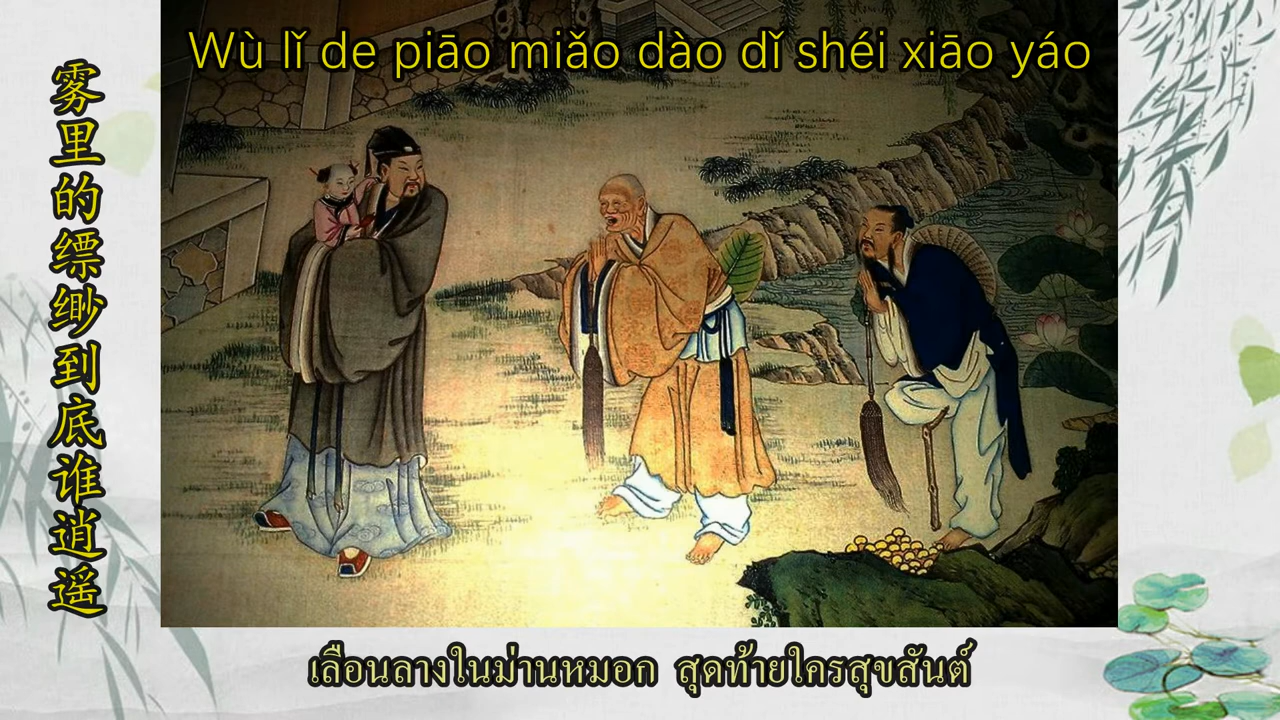 Wù lǐ de piāo miǎo dào dǐ shéi xiāo yáo
雾里的缥缈到底谁逍遥
เลือนลางในม่านหมอก สุดท้ายใครสุขสันต์